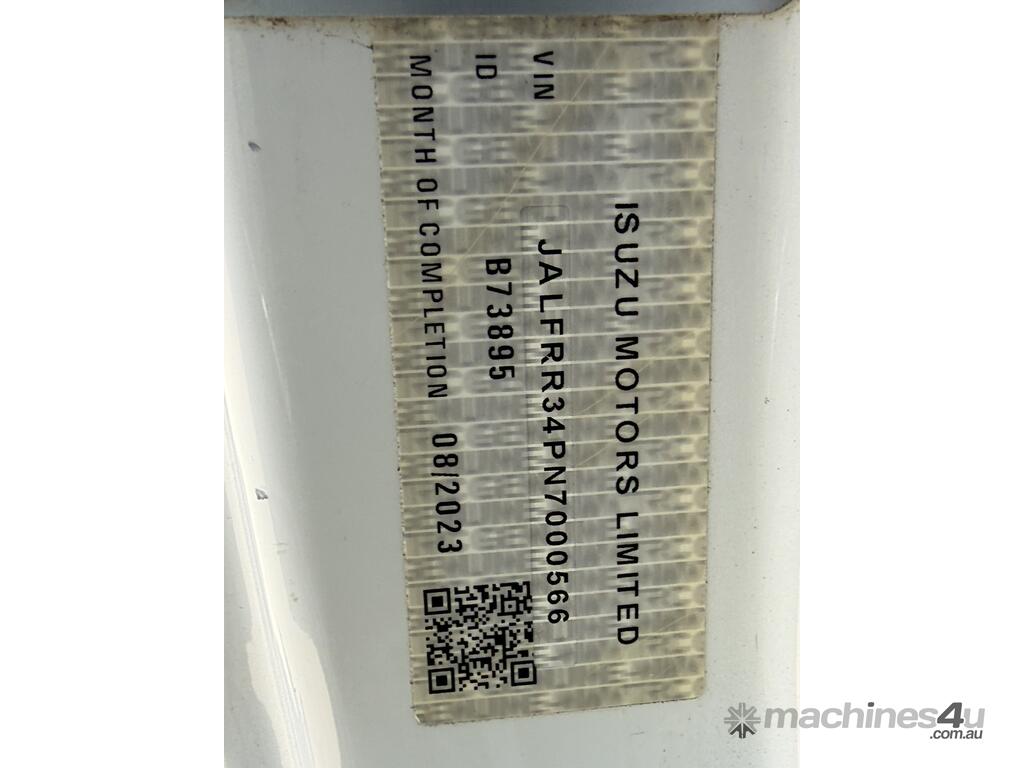 ISUZU MOTORS LIMITED
VIN JALFRR34PN7000566
ID B73895
MONTH OF COMPLETION 08/2023
machines4u
.com.au